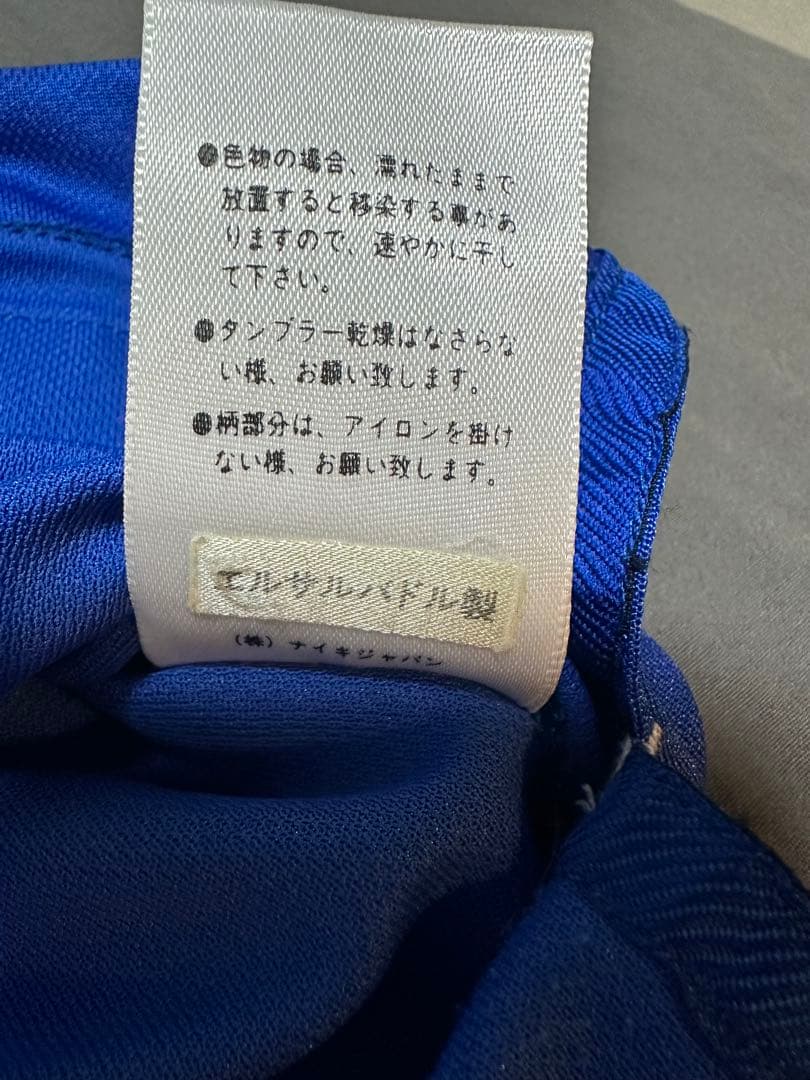 ●色物の場合、濡れたままで
放置すると移染する事があ
りますので、速やかに干し
て下さい。
●タンブラー乾燥はなさらな
い様、お願い致します。
●柄部分は、アイロンを掛け
ない様、お願い致します。
エルサルバドル製
(株)ナイキジャパン